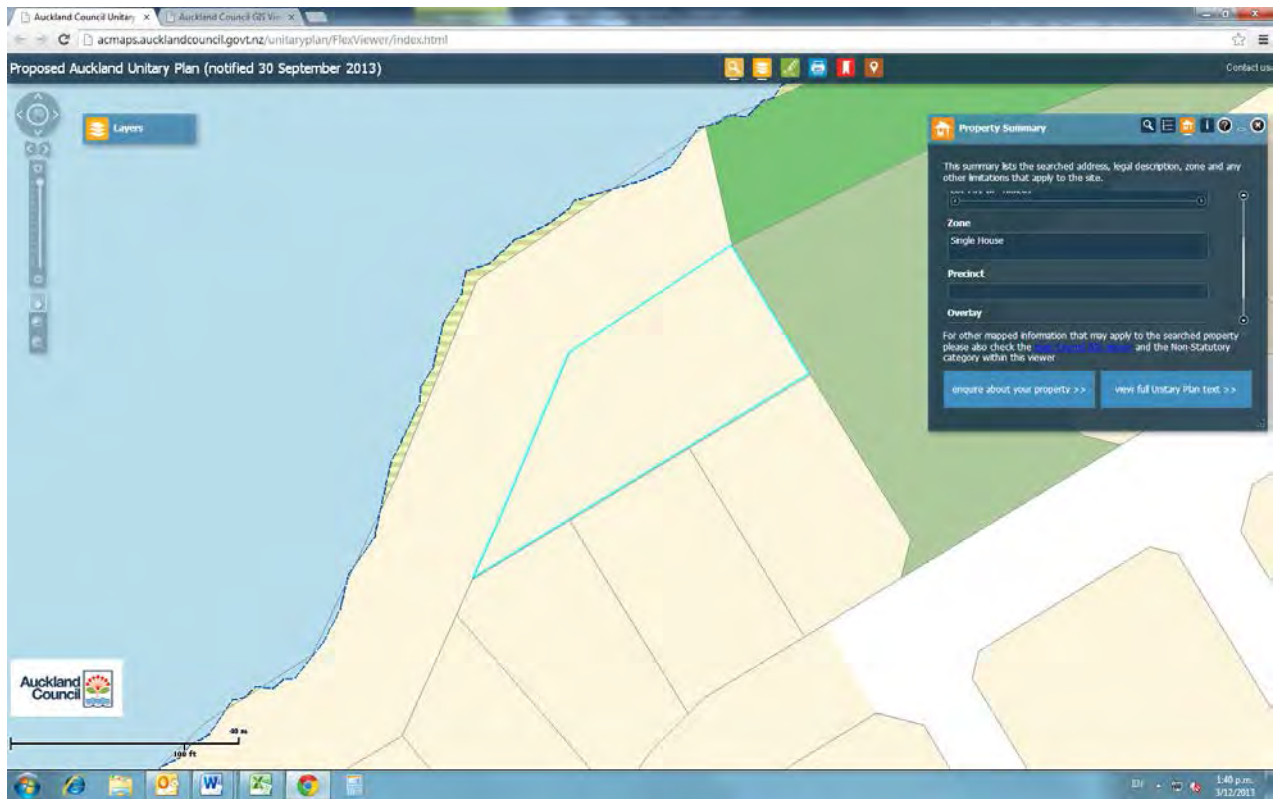 Auckland Council Unitary
Auckland Council GIS Vie
acmaps.aucklandcouncil.govt.nz/unitaryplan/FlexViewer/index.html
Proposed Auckland Unitary Plan (notified 30 September 2013)
Contact us
Layers
Property Summary
This summary lists the searched address, legal description, zone and any
other limitations that apply to the site.
Zone
Single House
Precinct
Overlay
For other mapped information that may apply to the searched property
please also check the
and the Non-Statutory
category within this viewer
enquire about your property >>
view full Unitary Plan text >>
Auckland
Council
40 m
100 ft
EN
1:40 p.m.
3/12/2013